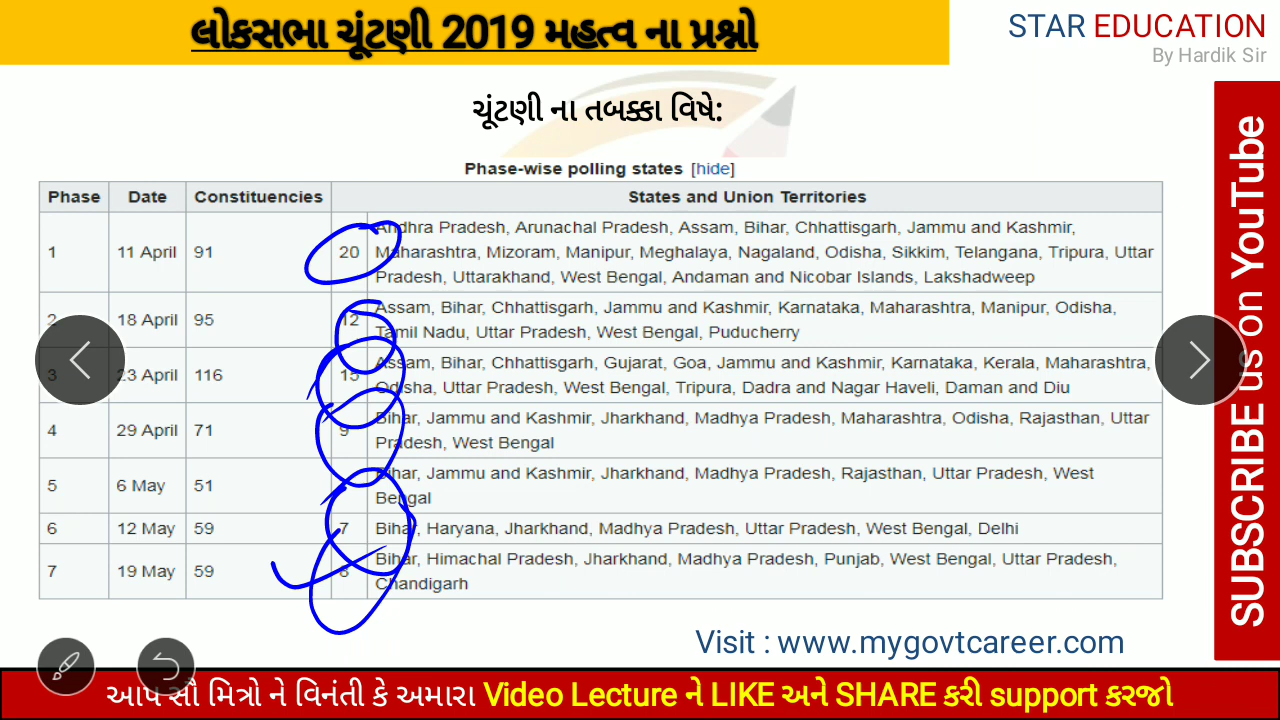 લોકસભા ચૂંટણી 2019 મહત્વ ના પ્રશ્નો
STAR EDUCATION
By Hardik Sir
ચૂંટણી ના તબક્કા વિષે:
Phase-wise polling states [hide]
Phase Date Constituencies States and Union Territories
1 11 April 91 20 Andhra Pradesh, Arunachal Pradesh, Assam, Bihar, Chhattisgarh, Jammu and Kashmir,
Maharashtra, Mizoram, Manipur, Meghalaya, Nagaland, Odisha, Sikkim, Telangana, Tripura, Uttar
Pradesh, Uttarakhand, West Bengal, Andaman and Nicobar Islands, Lakshadweep
2 18 April 95 12 Assam, Bihar, Chhattisgarh, Jammu and Kashmir, Karnataka, Maharashtra, Manipur, Odisha,
Tamil Nadu, Uttar Pradesh, West Bengal, Puducherry
3 23 April 116 15 Assam, Bihar, Chhattisgarh, Gujarat, Goa, Jammu and Kashmir, Karnataka, Kerala, Maharashtra,
Odisha, Uttar Pradesh, West Bengal, Tripura, Dadra and Nagar Haveli, Daman and Diu
4 29 April 71 9 Bihar, Jammu and Kashmir, Jharkhand, Madhya Pradesh, Maharashtra, Odisha, Rajasthan, Uttar
Pradesh, West Bengal
5 6 May 51 Bihar, Jammu and Kashmir, Jharkhand, Madhya Pradesh, Rajasthan, Uttar Pradesh, West
Bengal
6 12 May 59 7 Bihar, Haryana, Jharkhand, Madhya Pradesh, Uttar Pradesh, West Bengal, Delhi
7 19 May 59 8 Bihar, Himachal Pradesh, Jharkhand, Madhya Pradesh, Punjab, West Bengal, Uttar Pradesh,
Chandigarh
SUBSCRIBE us on YouTube
Visit : www.mygovtcareer.com
આપ સૌ મિત્રો ને વિનંતી કે અમારા Video Lecture ને LIKE અને SHARE કરી support કરજો